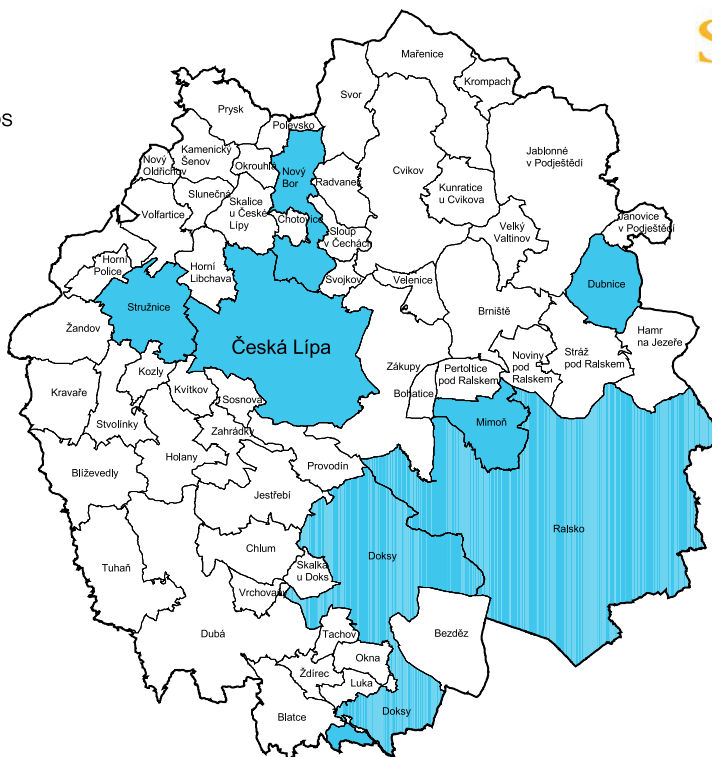 S
Mařenice
Krompach
Svor
Prysk
os
Polevsko
Kamenický
Šenov
Jablonné
v Podještědí
Nový
Oldřichov
Okrouhlá
Nový
Bor
Radvanec
Cvikov
Slunečná
Kunratice
u Cvikova
Skalice
u České
Lípy
Volfartice
Chotovice
Janovice
v Podještědí
Velký
Valtinov
Sloup
v Čechách
Horní
Police
Horní
Libchava
Svojkov
Velenice
Dubnice
Stružnice
Brniště
Žandov
Hamr
na Jezeře
Česká Lípa
Stráž
pod Ralskem
Noviny
pod
Ralskem
Zákupy
Pertoltice
pod Ralskem
Kozly
Kvítkov
Kravaře
Bohatice
Sosnová
Stvolínky
Mimoň
Zahrádky
Holany
Provodín
Blíževedly
Jestřebí
Ralsko
Chlum
Doksy
Tuhaň
Skalka
u Doks
Vrchovany
Dubá
Tachov
Bezděz
Okna
Ždírec
Luka
Blatce
Doksy